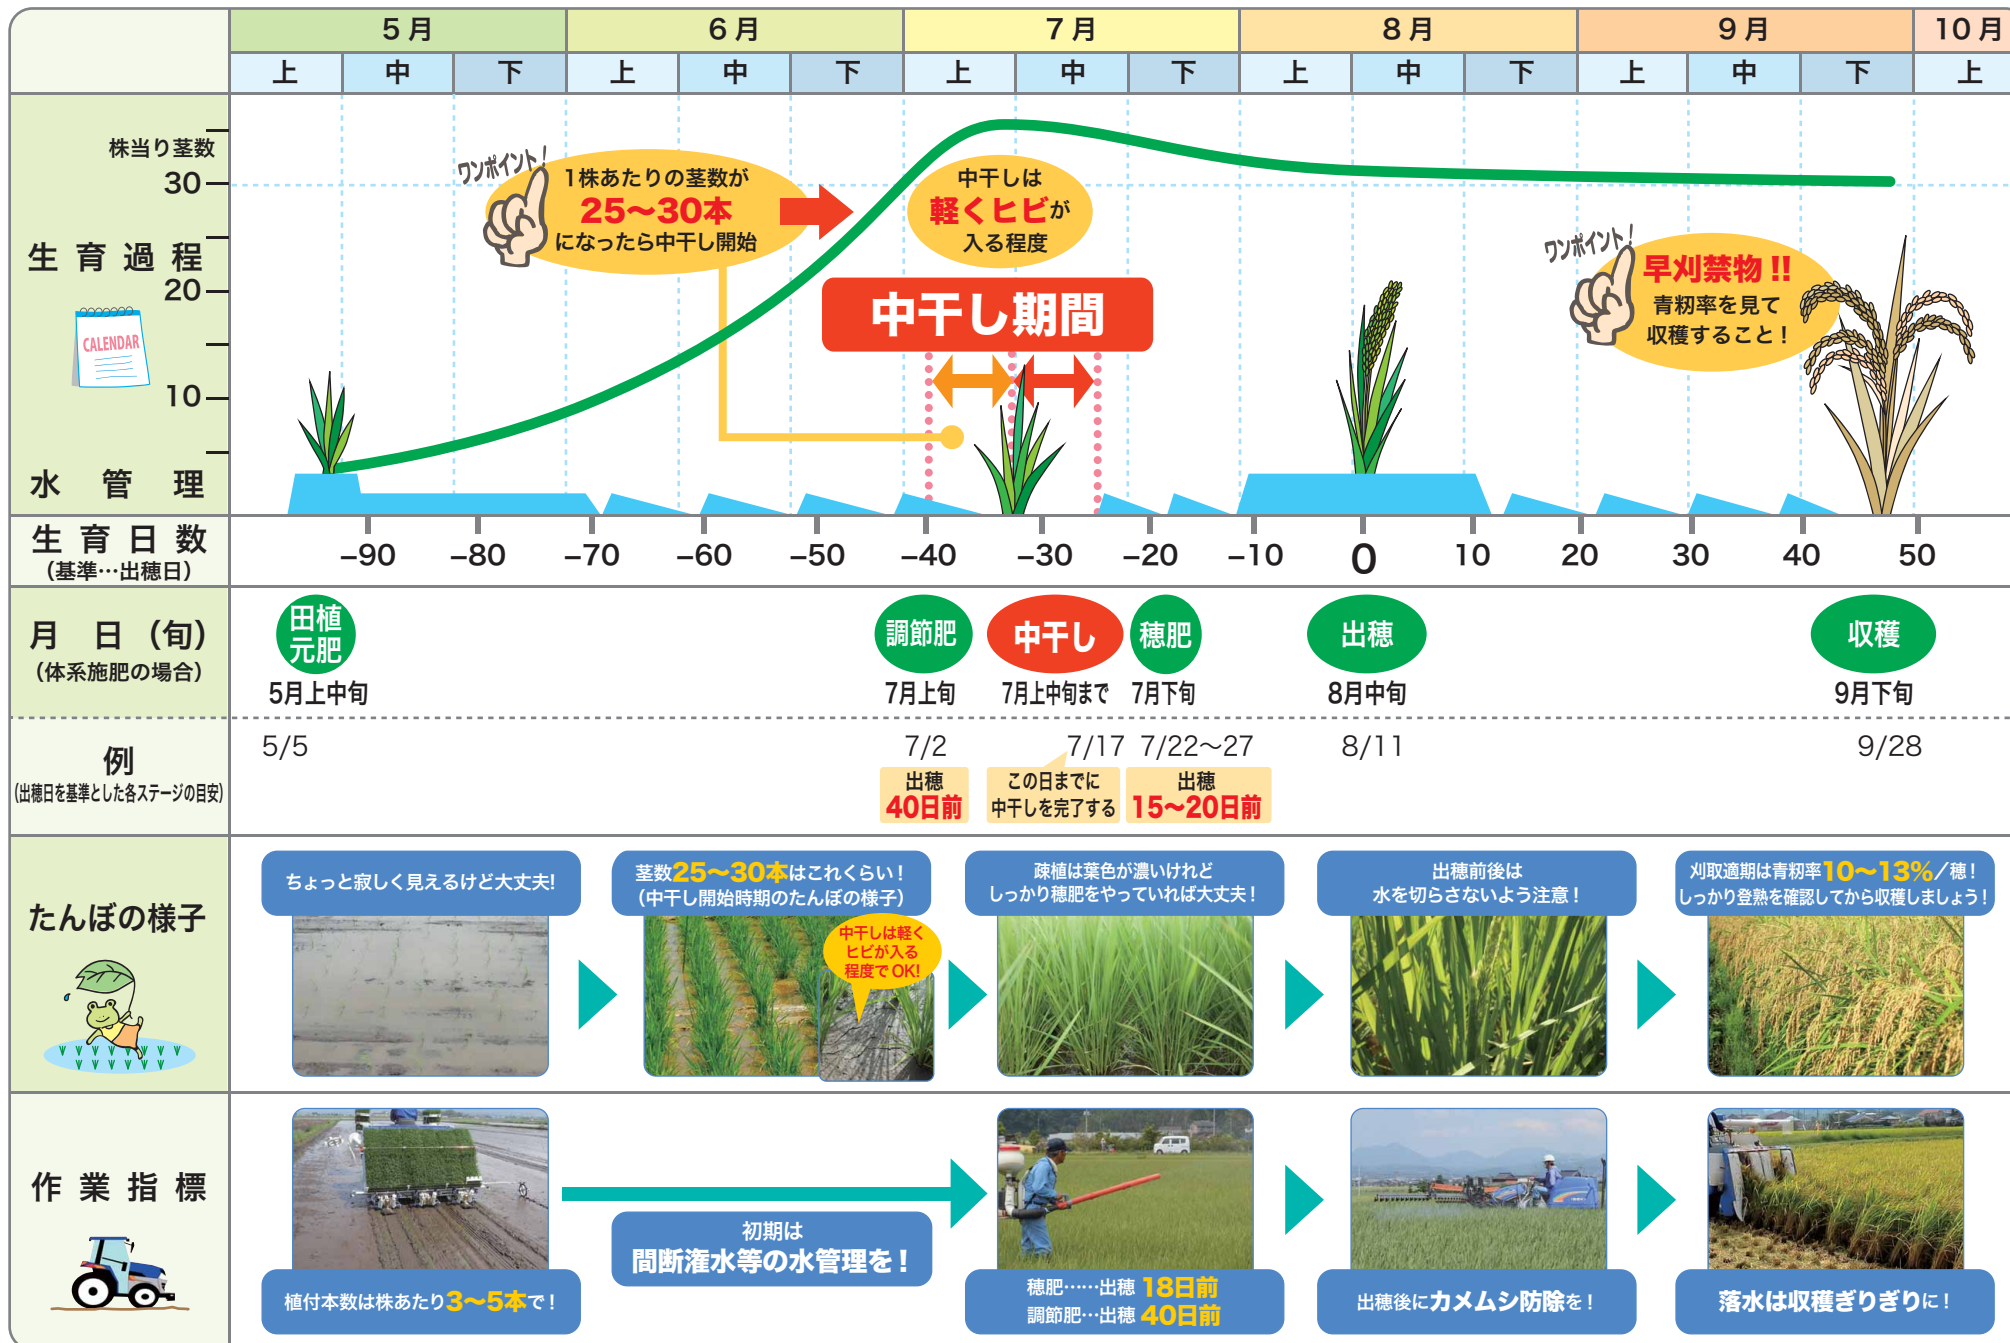 5月
6月
7月
8月
9月
10月
上 中 下 上 中 下 上 中 下 上 中 下 上 中 下 上
株当り茎数
30
20
10
生育過程
CALENDAR
水管理
ワンポイント!
1株あたりの茎数が
25〜30本
になったら中干し開始
中干しは
軽くヒビが
入る程度
中干し期間
ワンポイント!
早刈禁物!!
青籾率を見て
収穫すること!
生育日数
(基準…出穂日)
–90 –80 –70 –60 –50 –40 –30 –20 –10 0 10 20 30 40 50
月 日(旬)
(体系施肥の場合)
田植
元肥
5月上中旬
調節肥
7月上旬
中干し
7月上中旬まで
穂肥
7月下旬
出穂
8月中旬
収穫
9月下旬
例
(出穂日を基準とした各ステージの目安)
5/5
7/2
出穂
40日前
7/17
この日までに
中干しを完了する
7/22〜27
出穂
15〜20日前
8/11
9/28
たんぼの様子
ちょっと寂しく見えるけど大丈夫!
茎数25〜30本はこれくらい!
(中干し開始時期のたんぼの様子)
中干しは軽く
ヒビが入る
程度でOK!
疎植は葉色が濃いけれど
しっかり穂肥をやっていれば大丈夫!
出穂前後は
水を切らさないよう注意!
刈取適期は青籾率10〜13%/穂!
しっかり登熟を確認してから収穫しましょう!
作業指標
植付本数は株あたり3〜5本で!
初期は
間断潅水等の水管理を!
穂肥……出穂 18日前
調節肥…出穂 40日前
出穂後にカメムシ防除を!
落水は収穫ぎりぎりに!